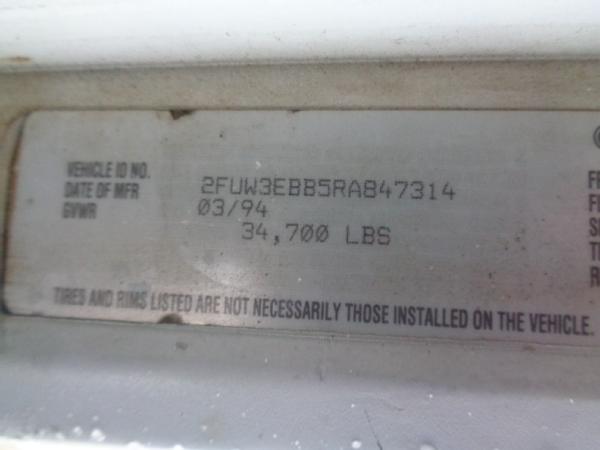 VEHICLE ID NO. 2FUW3EBB5RA847314
DATE OF MFR 03/94
GVWR 34,700 LBS
TIRES AND RIMS LISTED ARE NOT NECESSARILY THOSE INSTALLED ON THE VEHICLE.